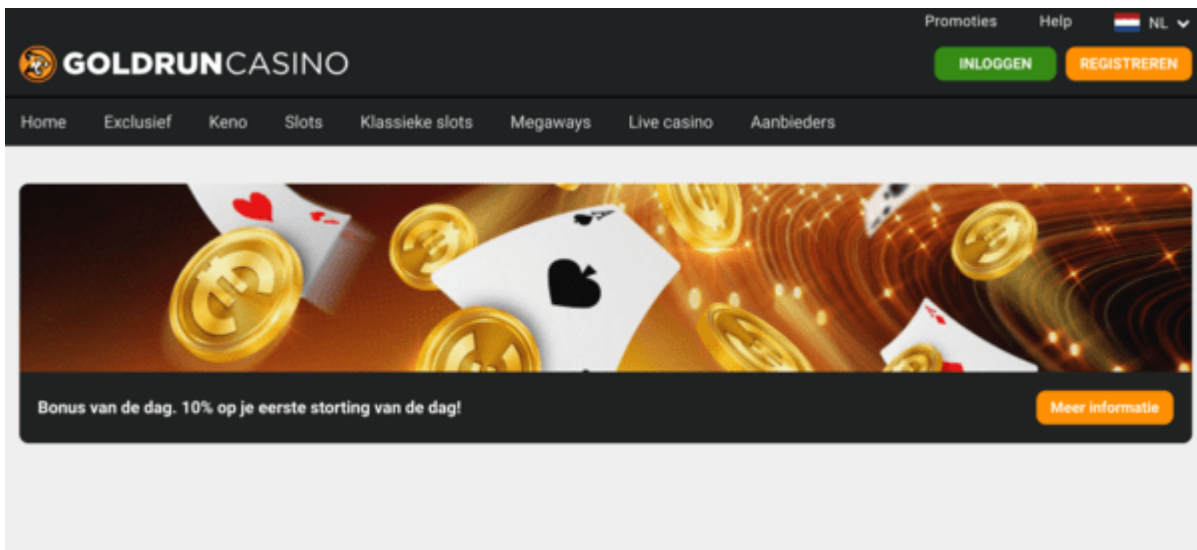 Promoties Help NL
GOLDRUNCASINO
INLOGGEN REGISTREREN
Home Exclusief Keno Slots Klassieke slots Megaways Live casino Aanbieders
A
A
Bonus van de dag. 10% op je eerste storting van de dag!
Meer informatie